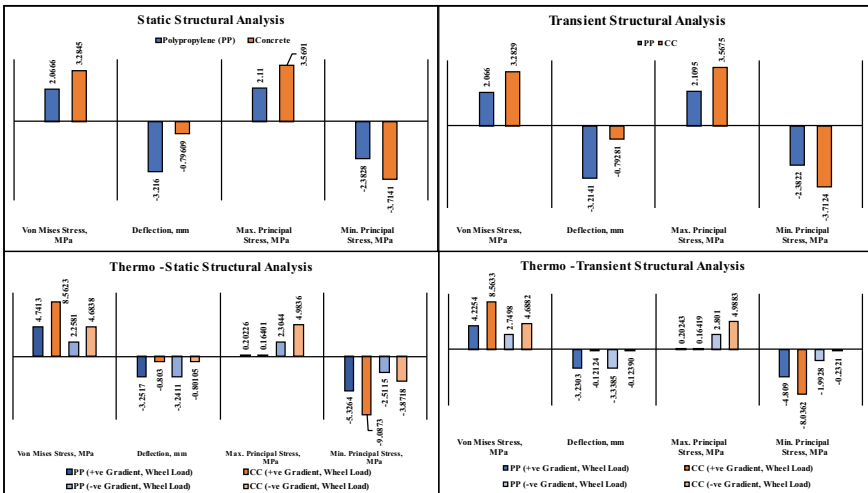 Static Structural Analysis
Polypropylene (PP) Concrete
2.0666
3.2845
-3.216
-0.79609
2.11
3.5691
-2.3828
-3.7141
Von Mises Stress, MPa
Deflection, mm
Max. Principal Stress, MPa
Min. Principal Stress, MPa
Transient Structural Analysis
PP CC
2.066
3.2829
-3.2141
-0.79281
2.1095
3.5675
-2.3822
-3.7124
Von Mises Stress, MPa
Deflection, mm
Max. Principal Stress, MPa
Min. Principal Stress, MPa
Thermo -Static Structural Analysis
4.7413
8.5623
2.2581
4.6838
-3.2517
-0.803
-3.2411
-0.80105
0.20226
0.16401
2.3044
4.9836
-5.3264
-9.0873
-2.5115
-3.8718
Von Mises Stress, MPa
Deflection, mm
Max. Principal Stress, MPa
Min. Principal Stress, MPa
PP (+ve Gradient, Wheel Load) CC (+ve Gradient, Wheel Load)
PP (-ve Gradient, Wheel Load) CC (-ve Gradient, Wheel Load)
Thermo -Transient Structural Analysis
4.2254
8.5633
2.7498
4.6882
-3.2303
-0.12124
-3.3385
-0.12390
0.20243
0.16419
2.801
4.9883
-4.809
-8.0362
-1.9928
-0.2321
Von Mises Stress, MPa
Deflection, mm
Max. Principal Stress, MPa
Min. Principal Stress, MPa
PP (+ve Gradient, Wheel Load) CC (+ve Gradient, Wheel Load)
PP (-ve Gradient, Wheel Load) CC (-ve Gradient, Wheel Load)